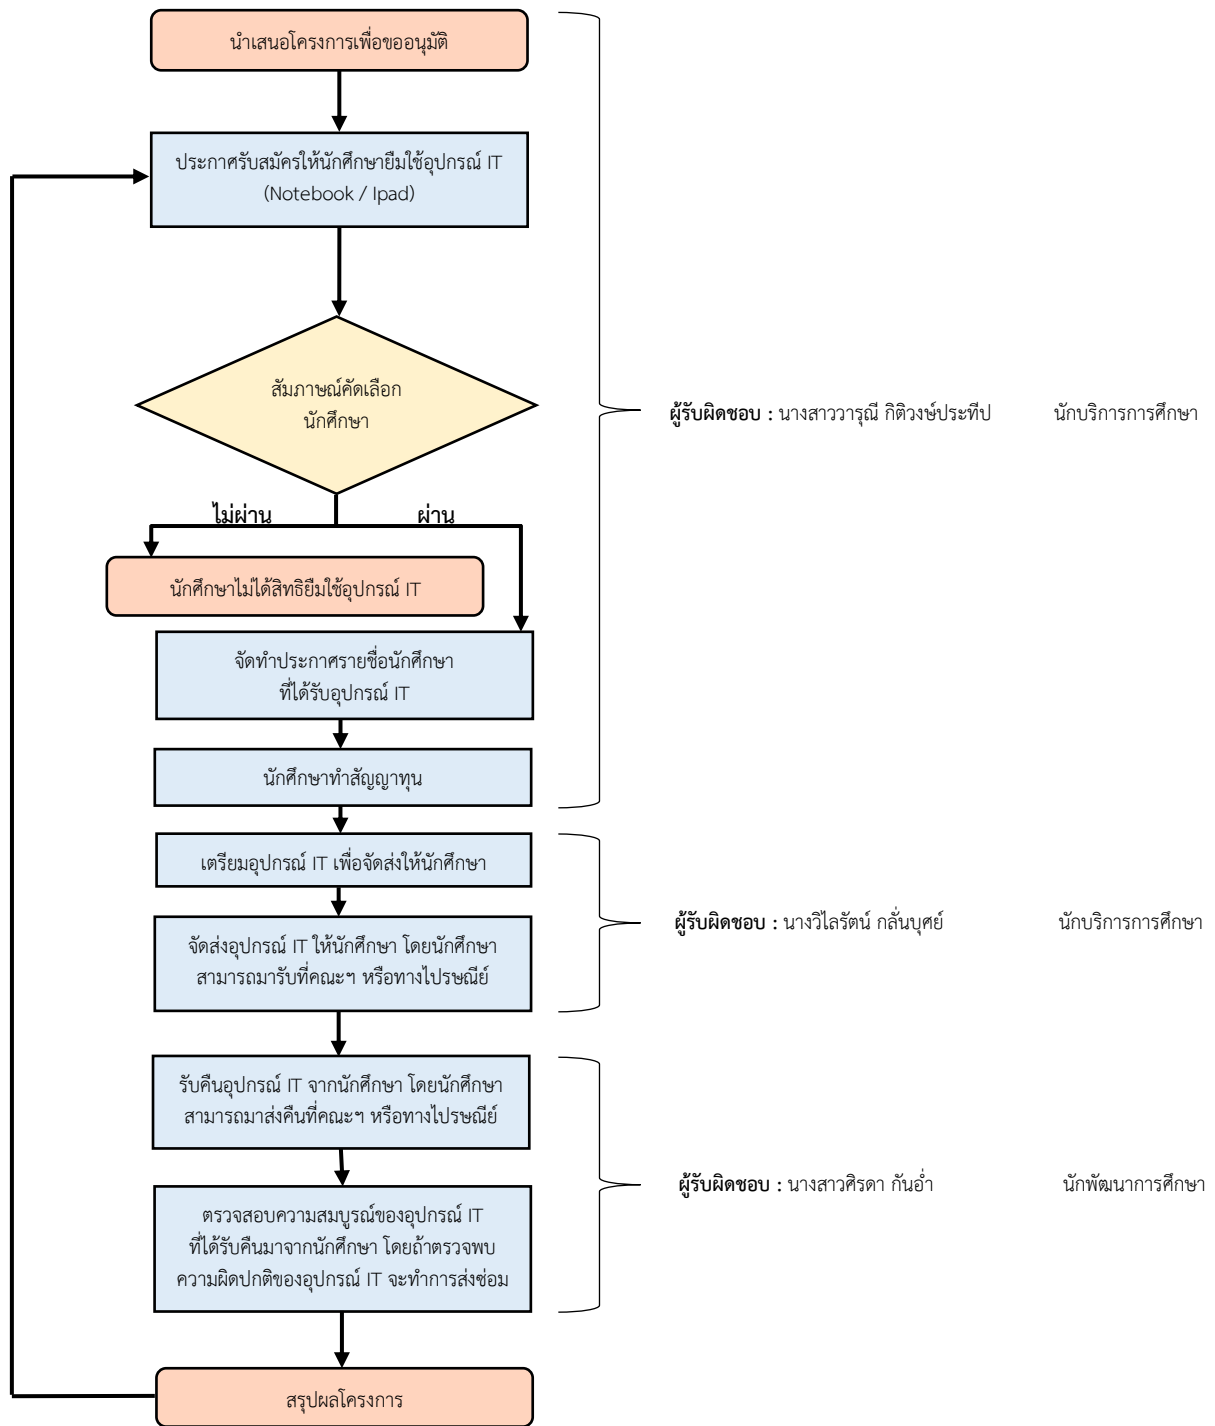 นำเสนอโครงการเพื่อขออนุมัติ
ประกาศรับสมัครให้นักศึกษายืมใช้อุปกรณ์ IT
(Notebook / Ipad)
สัมภาษณ์คัดเลือก
นักศึกษา
ผู้รับผิดชอบ : นางสาววารุณี กิติวงษ์ประทีป นักบริการการศึกษา
ไม่ผ่าน ผ่าน
นักศึกษาไม่ได้สิทธิยืมใช้อุปกรณ์ IT
จัดทำประกาศรายชื่อนักศึกษา
ที่ได้รับอุปกรณ์ IT
นักศึกษาทำสัญญาทุน
เตรียมอุปกรณ์ IT เพื่อจัดส่งให้นักศึกษา
ผู้รับผิดชอบ : นางวิไลรัตน์ กลั่นบุศย์ นักบริการการศึกษา
จัดส่งอุปกรณ์ IT ให้นักศึกษา โดยนักศึกษา
สามารถมารับที่คณะฯ หรือทางไปรษณีย์
รับคืนอุปกรณ์ IT จากนักศึกษา โดยนักศึกษา
สามารถมาส่งคืนที่คณะฯ หรือทางไปรษณีย์
ผู้รับผิดชอบ : นางสาวศิรดา กันอ่ำ นักพัฒนาการศึกษา
ตรวจสอบความสมบูรณ์ของอุปกรณ์ IT
ที่ได้รับคืนมาจากนักศึกษา โดยถ้าตรวจพบ
ความผิดปกติของอุปกรณ์ IT จะทำการส่งซ่อม
สรุปผลโครงการ